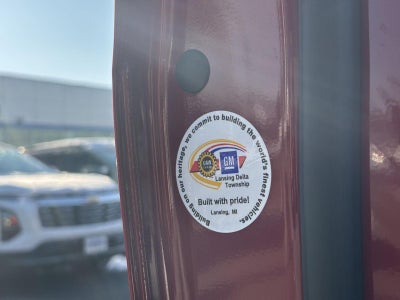 Building on our heritage, we commit to building the world's finest vehicles.
UAW
GM
Lansing Delta
Township
Built with pride!
Lansing, MI